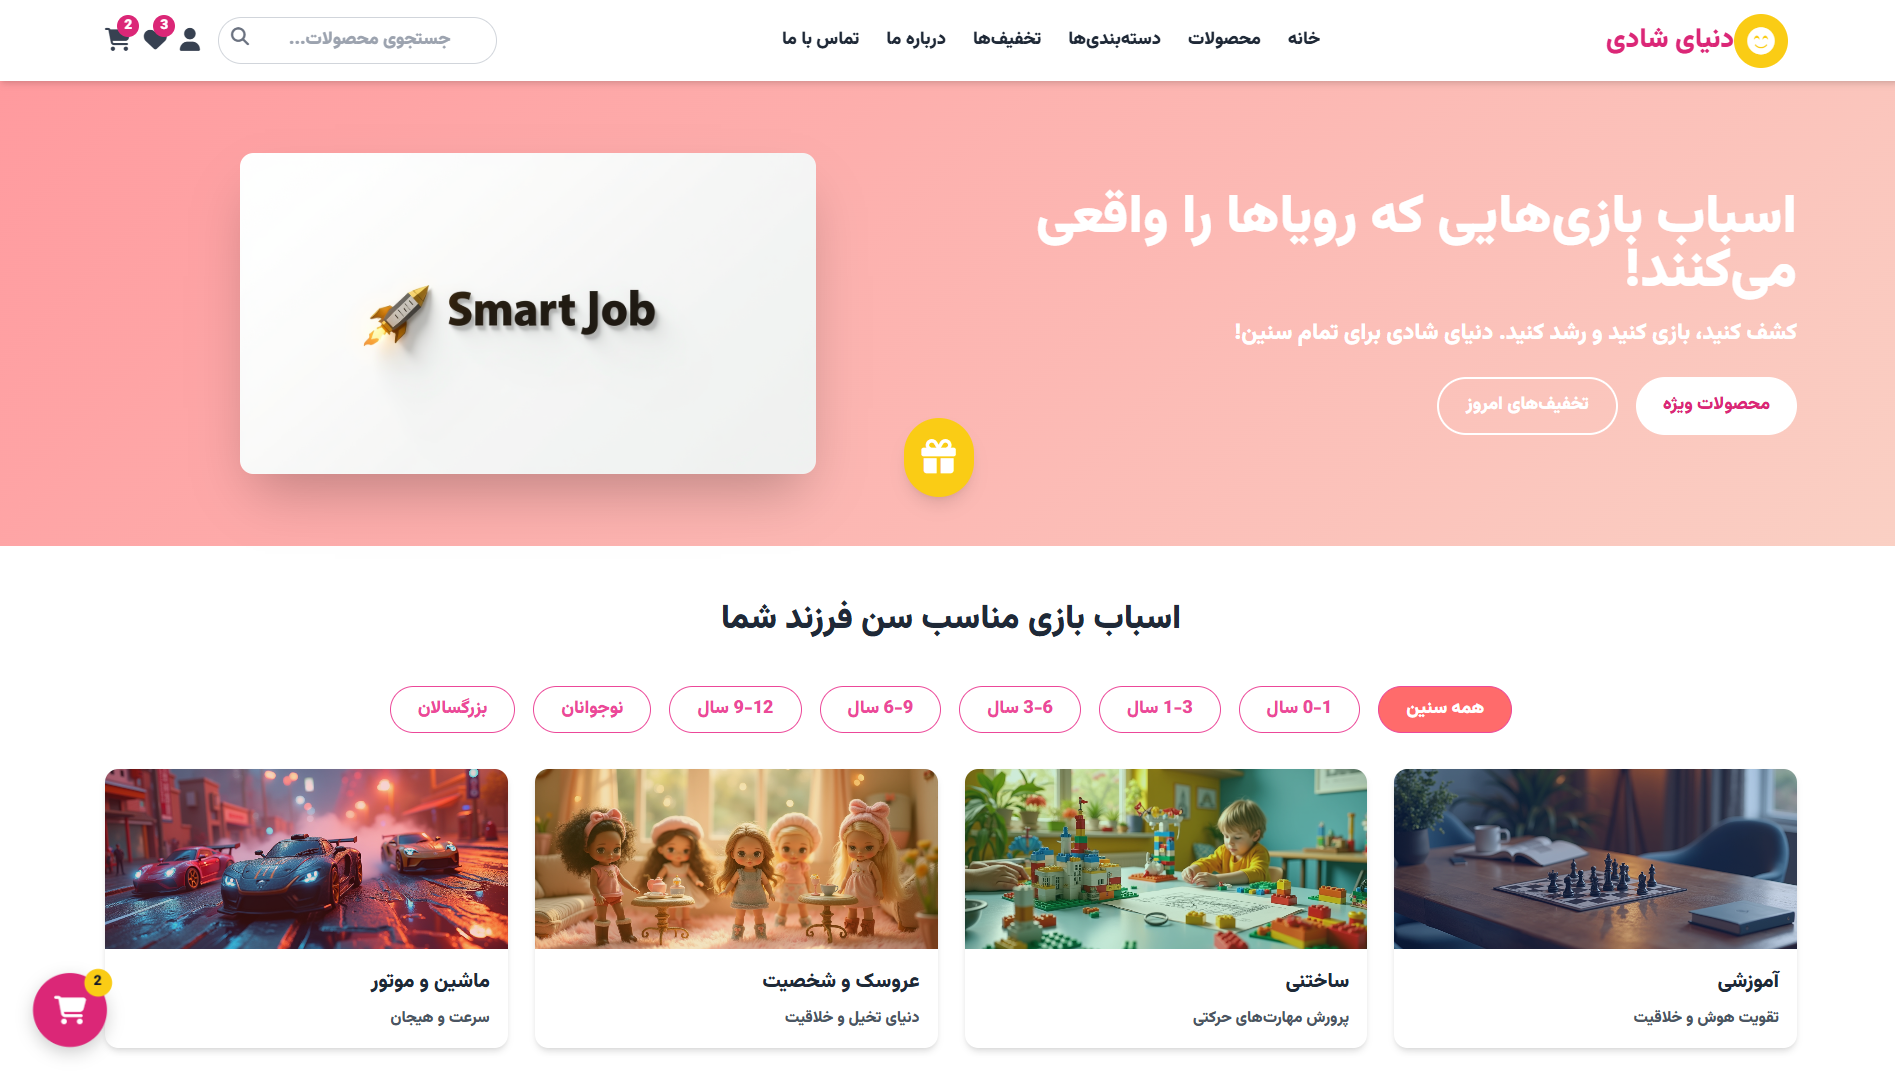 دنیای شادی
خانه
محصولات
دسته‌بندی‌ها
تخفیف‌ها
درباره ما
تماس با ما
جستجوی محصولات...
3
2
اسباب بازی‌هایی که رویاها را واقعی
می‌کنند!
کشف کنید، بازی کنید و رشد کنید. دنیای شادی برای تمام سنین!
محصولات ویژه
تخفیف‌های امروز
Smart Job
اسباب بازی مناسب سن فرزند شما
همه سنین
0-1 سال
1-3 سال
3-6 سال
6-9 سال
9-12 سال
نوجوانان
بزرگسالان
آموزشی
تقویت هوش و خلاقیت
ساختنی
پرورش مهارت‌های حرکتی
عروسک و شخصیت
دنیای تخیل و خلاقیت
ماشین و موتور
سرعت و هیجان
2